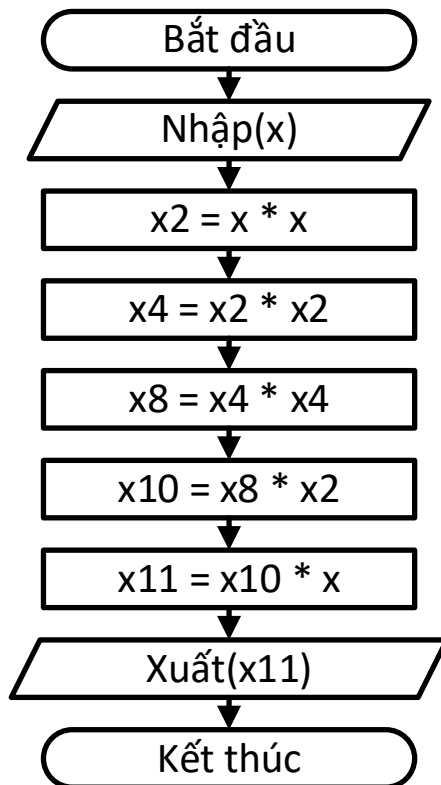 Bắt đầu
Nhập(x)
x2 = x * x
x4 = x2 * x2
x8 = x4 * x4
x10 = x8 * x2
x11 = x10 * x
Xuất(x11)
Kết thúc